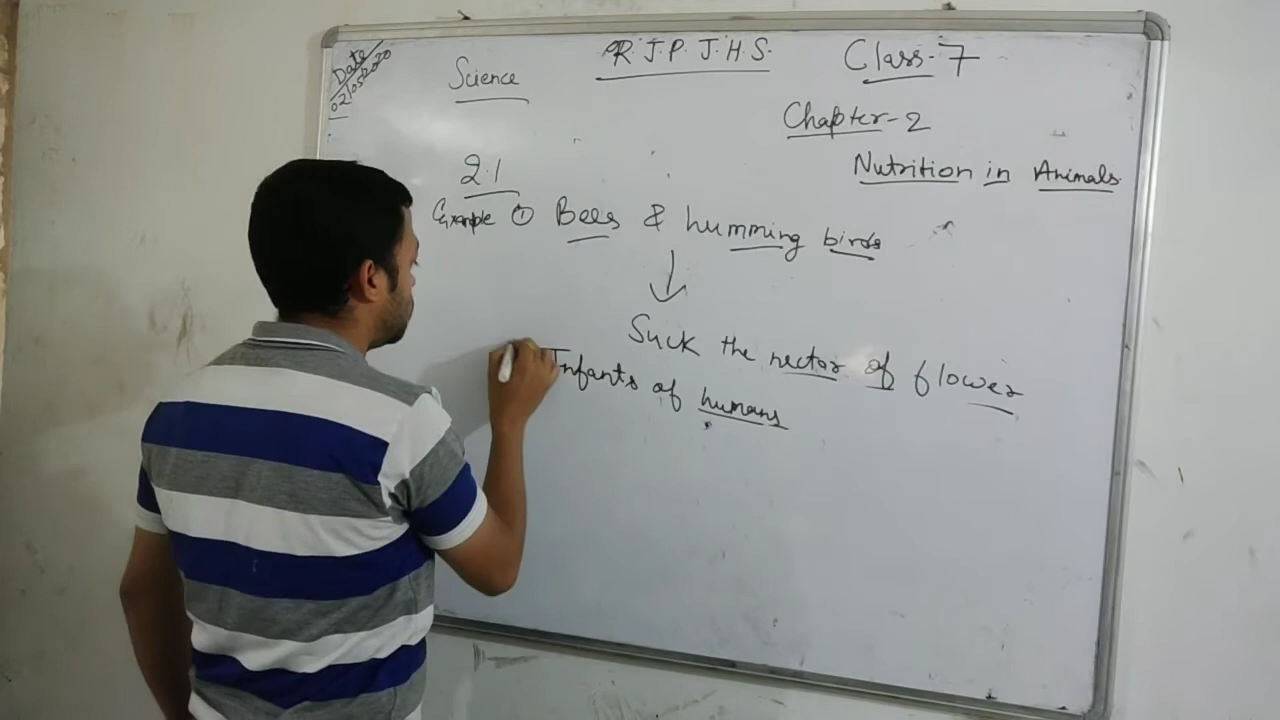 Date
02/05/2020
Science
R.J.P. J.H.S.
Class-7
Chapter-2
Nutrition in Animals
2.1
Example ① Bees & humming birds
Suck the nector of flower
Infants of humans